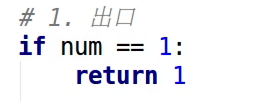 # 1. 出口
if num == 1:
    return 1